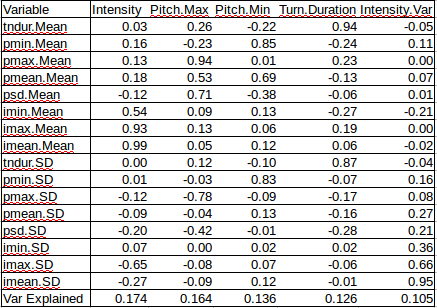 Variable Intensity Pitch.Max Pitch.Min Turn.Duration Intensity.Var
tndur.Mean 0.03 0.26 -0.22 0.94 -0.05
pmin.Mean 0.16 -0.23 0.85 -0.24 0.11
pmax.Mean 0.13 0.94 0.01 0.23 0.00
pmean.Mean 0.18 0.53 0.69 -0.13 0.07
psd.Mean -0.12 0.71 -0.38 -0.06 0.01
imin.Mean 0.54 0.09 0.13 -0.27 -0.21
imax.Mean 0.93 0.13 0.06 0.19 0.00
imean.Mean 0.99 0.05 0.12 0.06 -0.02
tndur.SD 0.00 0.12 -0.10 0.87 -0.04
pmin.SD 0.01 -0.03 0.83 -0.07 0.16
pmax.SD -0.12 -0.78 -0.09 -0.17 0.08
pmean.SD -0.09 -0.04 0.13 -0.16 0.27
psd.SD -0.20 -0.42 -0.01 -0.28 0.21
imin.SD 0.07 0.00 0.02 0.02 0.36
imax.SD -0.65 -0.08 0.07 -0.06 0.66
imean.SD -0.27 -0.09 0.12 -0.01 0.95
Var Explained 0.174 0.164 0.136 0.126 0.105